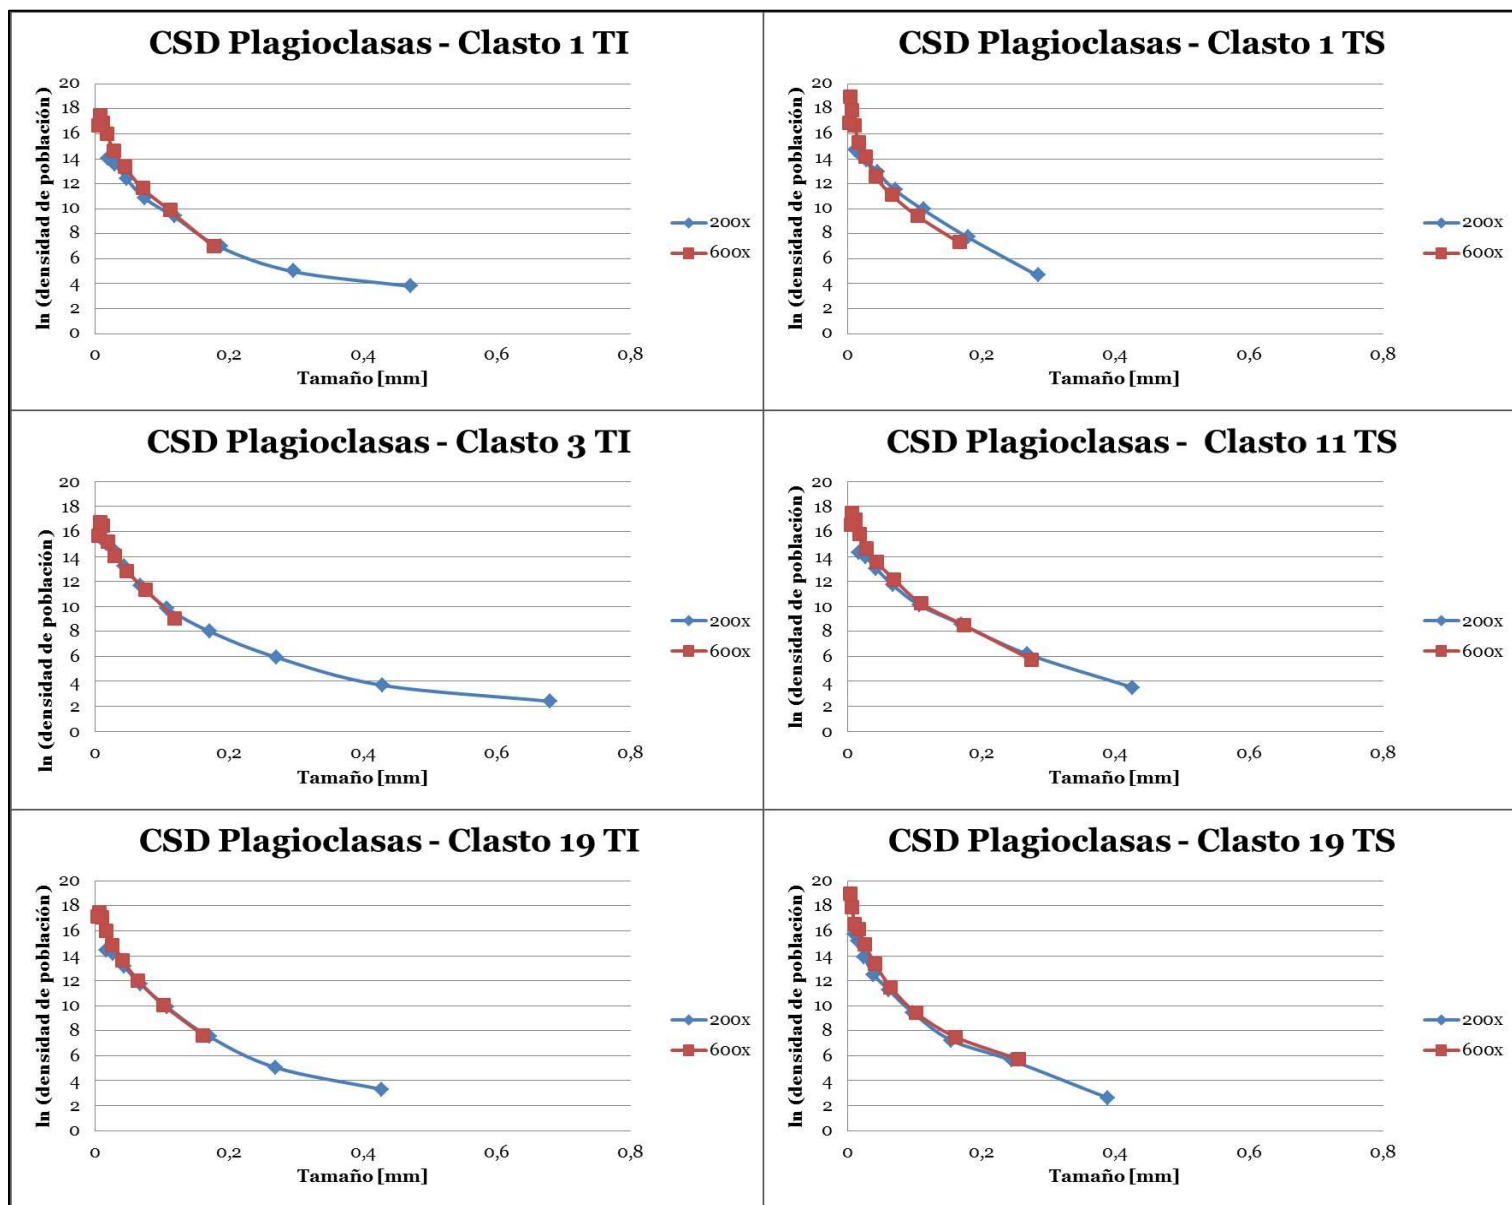 CSD Plagioclasas - Clasto 1 TI
ln (densidad de población)
20
18
16
14
12
10
8
6
4
2
0
0 0,2 0,4 0,6 0,8
Tamaño [mm]
200x
600x
CSD Plagioclasas - Clasto 1 TS
ln (densidad de población)
20
18
16
14
12
10
8
6
4
2
0
0 0,2 0,4 0,6 0,8
Tamaño [mm]
200x
600x
CSD Plagioclasas - Clasto 3 TI
ln (densidad de población)
20
18
16
14
12
10
8
6
4
2
0
0 0,2 0,4 0,6 0,8
Tamaño [mm]
200x
600x
CSD Plagioclasas - Clasto 11 TS
ln (densidad de población)
20
18
16
14
12
10
8
6
4
2
0
0 0,2 0,4 0,6 0,8
Tamaño [mm]
200x
600x
CSD Plagioclasas - Clasto 19 TI
ln (densidad de población)
20
18
16
14
12
10
8
6
4
2
0
0 0,2 0,4 0,6 0,8
Tamaño [mm]
200x
600x
CSD Plagioclasas - Clasto 19 TS
ln (densidad de población)
20
18
16
14
12
10
8
6
4
2
0
0 0,2 0,4 0,6 0,8
Tamaño [mm]
200x
600x